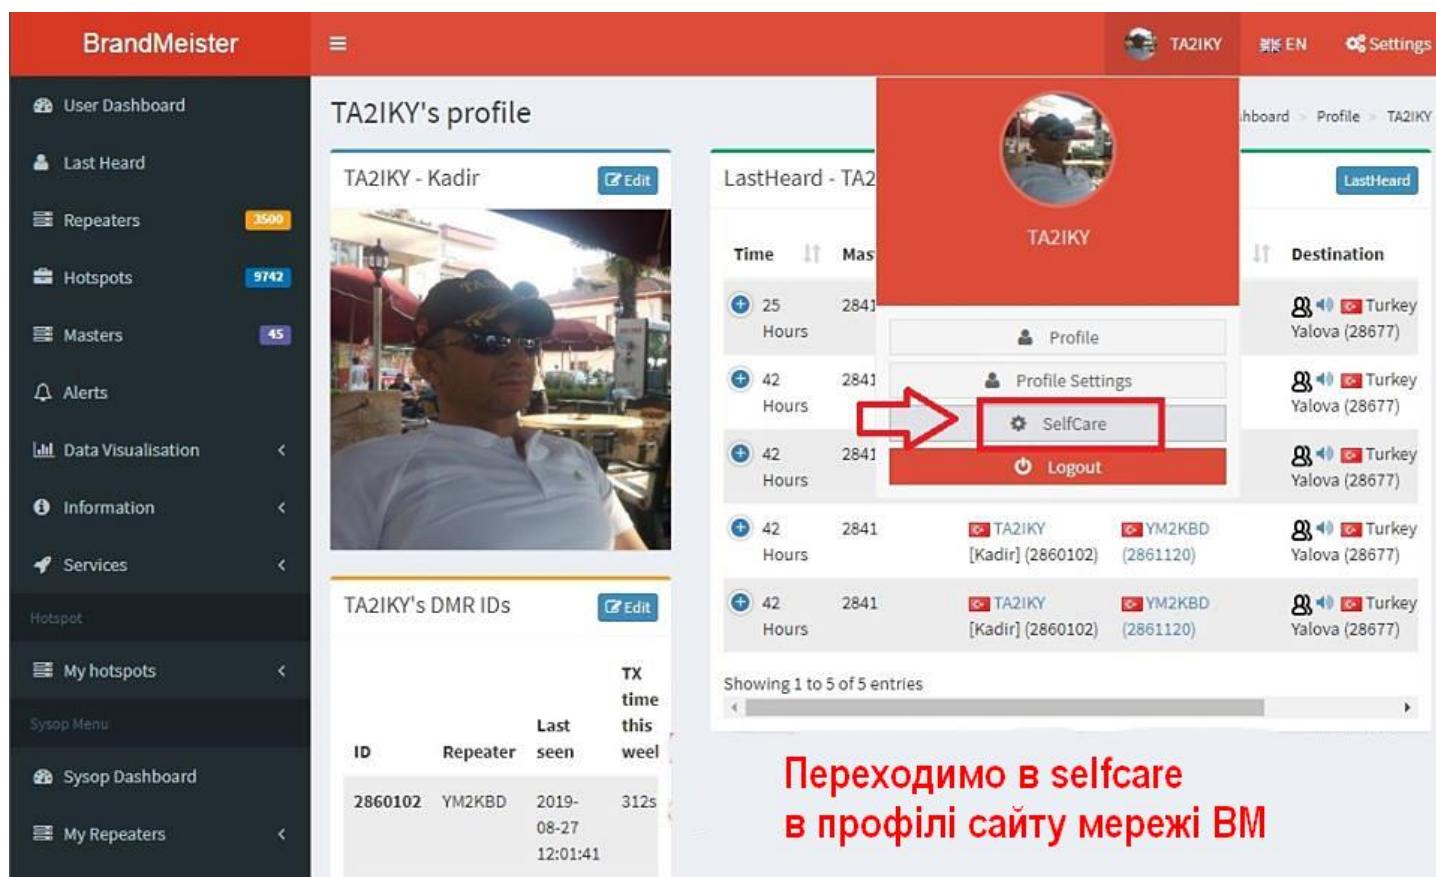 BrandMeister
TA2IKY
EN
Settings
User Dashboard
Last Heard
Repeaters 3500
Hotspots 9742
Masters 45
Alerts
Data Visualisation
Information
Services
Hotspot
My hotspots
Sysop Menu
Sysop Dashboard
My Repeaters
TA2IKY's profile
hboard > Profile > TA2IKY
TA2IKY - Kadir Edit
TA2IKY's DMR IDs Edit
TX
time
Last this
ID Repeater seen weel
2860102 YM2KBD 2019- 312s
08-27
12:01:41
LastHeard - TA2 LastHeard
Time Mas Destination
25 2841 Turkey
Hours Yalova (28677)
42 2841 Turkey
Hours Yalova (28677)
42 2841 Turkey
Hours Yalova (28677)
42 2841 TA2IKY YM2KBD Turkey
Hours [Kadir] (2860102) (2861120) Yalova (28677)
42 2841 TA2IKY YM2KBD Turkey
Hours [Kadir] (2860102) (2861120) Yalova (28677)
Showing 1 to 5 of 5 entries
TA2IKY
Profile
Profile Settings
SelfCare
Logout
Переходимо в selfcare
в профілі сайту мережі ВМ